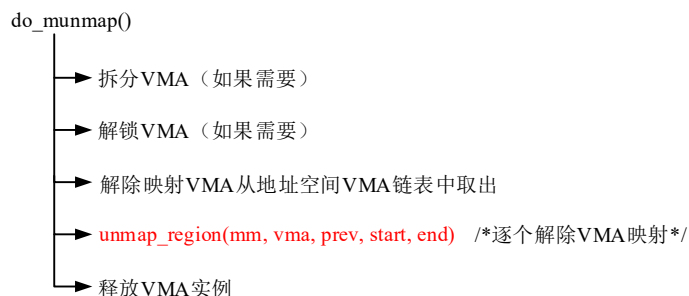 do_munmap()
拆分VMA（如果需要）
解锁VMA（如果需要）
解除映射VMA从地址空间VMA链表中取出
unmap_region(mm, vma, prev, start, end) /*逐个解除VMA映射*/
释放VMA实例